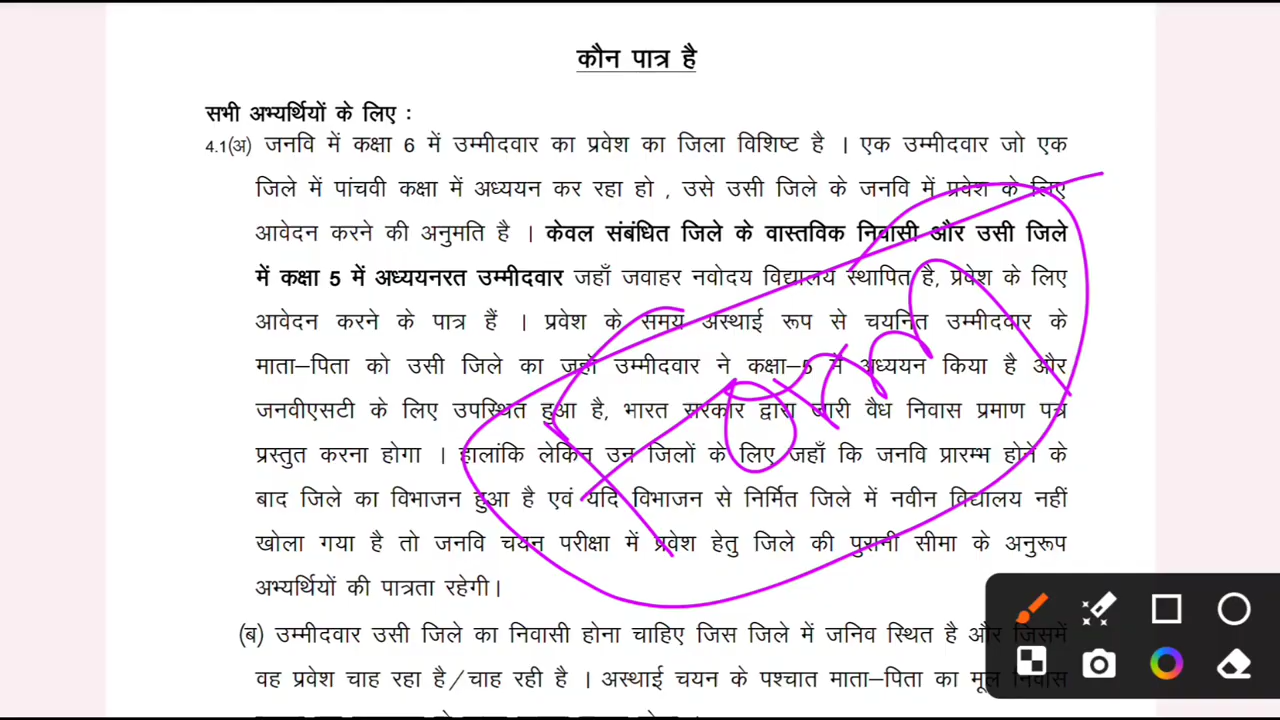 कौन पात्र है
सभी अभ्यर्थियों के लिए :
4.1(अ) जनवि में कक्षा 6 में उम्मीदवार का प्रवेश का जिला विशिष्ट है । एक उम्मीदवार जो एक
जिले में पांचवी कक्षा में अध्ययन कर रहा हो , उसे उसी जिले के जनवि में प्रवेश के लिए
आवेदन करने की अनुमति है । केवल संबंधित जिले के वास्तविक निवासी और उसी जिले
में कक्षा 5 में अध्ययनरत उम्मीदवार जहाँ जवाहर नवोदय विद्यालय स्थापित है, प्रवेश के लिए
आवेदन करने के पात्र हैं । प्रवेश के समय अस्थाई रूप से चयनित उम्मीदवार के
माता–पिता को उसी जिले का जहाँ उम्मीदवार ने कक्षा–5 में अध्ययन किया है और
जनवीएसटी के लिए उपस्थित हुआ है, भारत सरकार द्वारा जारी वैध निवास प्रमाण पत्र
प्रस्तुत करना होगा । हालांकि लेकिन उन जिलों के लिए जहाँ कि जनवि प्रारम्भ होने के
बाद जिले का विभाजन हुआ है एवं यदि विभाजन से निर्मित जिले में नवीन विद्यालय नहीं
खोला गया है तो जनवि चयन परीक्षा में प्रवेश हेतु जिले की पुरानी सीमा के अनुरूप
अभ्यर्थियों की पात्रता रहेगी।
Form
(ब) उम्मीदवार उसी जिले का निवासी होना चाहिए जिस जिले में जनिव स्थित है और जिसमें
वह प्रवेश चाह रहा है/चाह रही है । अस्थाई चयन के पश्चात माता–पिता का मूल निवास